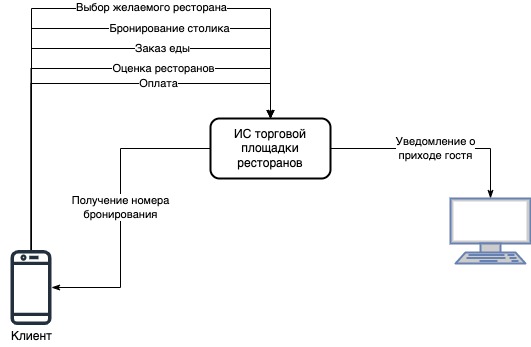 Выбор желаемого ресторана
Бронирование столика
Заказ еды
Оценка ресторанов
Оплата
ИС торговой
площадки
ресторанов
Уведомление о
приходе гостя
Получение номера
бронирования
Клиент